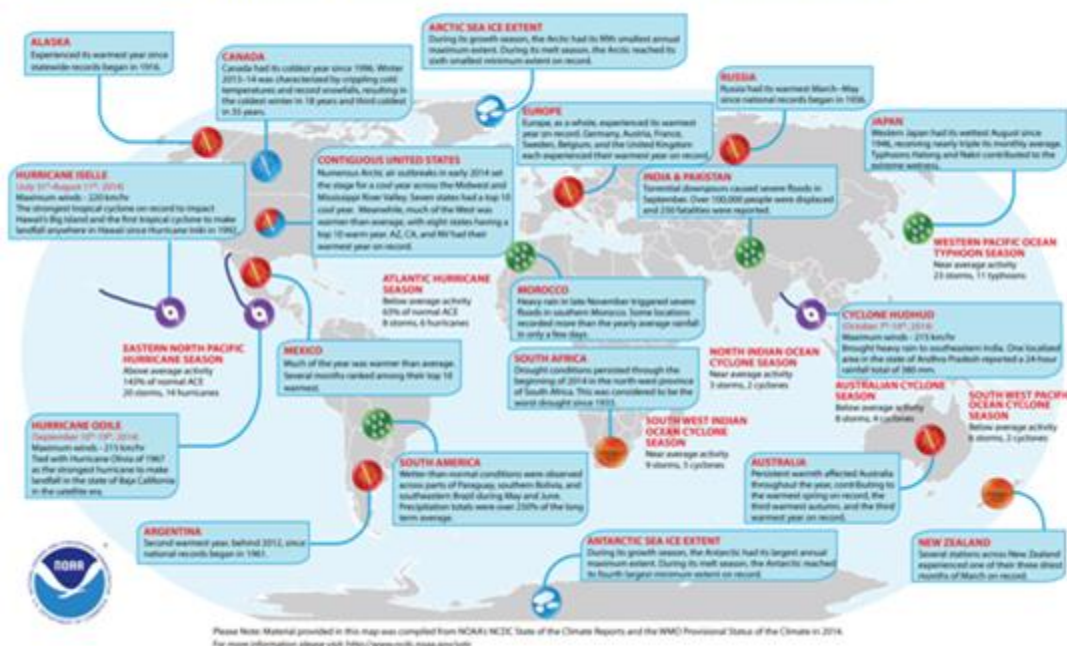 ALASKA
Experienced its warmest year since
statewide records began in 1916.
CANADA
Canada had its coldest year since 1996. Winter
2013–14 was characterized by crippling cold
temperatures and record snowfalls, resulting
in the coldest winter in 18 years and third coldest
in 35 years.
ARCTIC SEA ICE EXTENT
During its growth season, the Arctic had its fifth smallest annual
maximum extent. During its melt season, the Arctic reached its
sixth smallest minimum extent on record.
RUSSIA
Russia had its warmest March–May
since national records began in 1936.
EUROPE
Europe, as a whole, experienced its warmest
year on record. Germany, Austria, France,
Sweden, Belgium, and the United Kingdom
each experienced their warmest year on record.
JAPAN
Western Japan had its wettest August since
1946, receiving nearly triple its monthly average.
Typhoons Halong and Nakri contributed to the
extreme wetness.
HURRICANE ISELLE
(July 31st–August 11th, 2014)
Maximum winds - 220 km/hr
The strongest tropical cyclone on record to impact
Hawaii's Big Island and the first tropical cyclone to make
landfall anywhere in Hawaii since Hurricane Iniki in 1992.
CONTIGUOUS UNITED STATES
Numerous Arctic air outbreaks in early 2014 set
the stage for a cool year across the Midwest and
Mississippi River Valley. Seven states had a top 10
cool year. Meanwhile, much of the West was
warmer than average, with eight states having a
top 10 warm year. AZ, CA, and NV had their
warmest year on record.
INDIA & PAKISTAN
Torrential downpours caused severe floods in
September. Over 100,000 people were displaced
and 250 fatalities were reported.
WESTERN PACIFIC OCEAN
TYPHOON SEASON
Near average activity
23 storms, 11 typhoons
ATLANTIC HURRICANE
SEASON
Below average activity
63% of normal ACE
8 storms, 6 hurricanes
MOROCCO
Heavy rain in late November triggered severe
floods in southern Morocco. Some locations
recorded more than the yearly average rainfall
in only a few days.
CYCLONE HUDHUD
(October 7th–14th, 2014)
Maximum winds - 215 km/hr
Brought heavy rain to southeastern India. One localized
area in the state of Andhra Pradesh reported a 24-hour
rainfall total of 380 mm.
EASTERN NORTH PACIFIC
HURRICANE SEASON
Above average activity
143% of normal ACE
20 storms, 14 hurricanes
MEXICO
Much of the year was warmer than average.
Several months ranked among their top 10
warmest.
SOUTH AFRICA
Drought conditions persisted through the
beginning of 2014 in the north-west province
of South Africa. This was considered to be the
worst drought since 1933.
NORTH INDIAN OCEAN
CYCLONE SEASON
Near average activity
3 storms, 2 cyclones
AUSTRALIAN CYCLONE
SEASON
Below average activity
8 storms, 4 cyclones
SOUTH WEST PACIFIC
OCEAN CYCLONE
SEASON
Below average activity
6 storms, 2 cyclones
HURRICANE ODILE
(September 10th–19th, 2014)
Maximum winds - 215 km/hr
Tied with Hurricane Olivia of 1967
as the strongest hurricane to make
landfall in the state of Baja California
in the satellite era.
SOUTH WEST INDIAN
OCEAN CYCLONE
SEASON
Near average activity
9 storms, 5 cyclones
SOUTH AMERICA
Wetter-than-normal conditions were observed
across parts of Paraguay, southern Bolivia, and
southeastern Brazil during May and June.
Precipitation totals were over 250% of the long
term average.
AUSTRALIA
Persistent warmth affected Australia
throughout the year, contributing to
the warmest spring on record, the
third warmest autumn, and the third
warmest year on record.
ARGENTINA
Second warmest year, behind 2012, since
national records began in 1961.
ANTARCTIC SEA ICE EXTENT
During its growth season, the Antarctic had its largest annual
maximum extent. During its melt season, the Antarctic reached
its fourth largest minimum extent on record.
NEW ZEALAND
Several stations across New Zealand
experienced one of their three driest
months of March on record.
NOAA
Please Note: Material provided in this map was compiled from NOAA's NCDC State of the Climate Reports and the WMO Provisional Status of the Climate in 2014.
For more information please visit: http://www.ncdc.noaa.gov/sotc